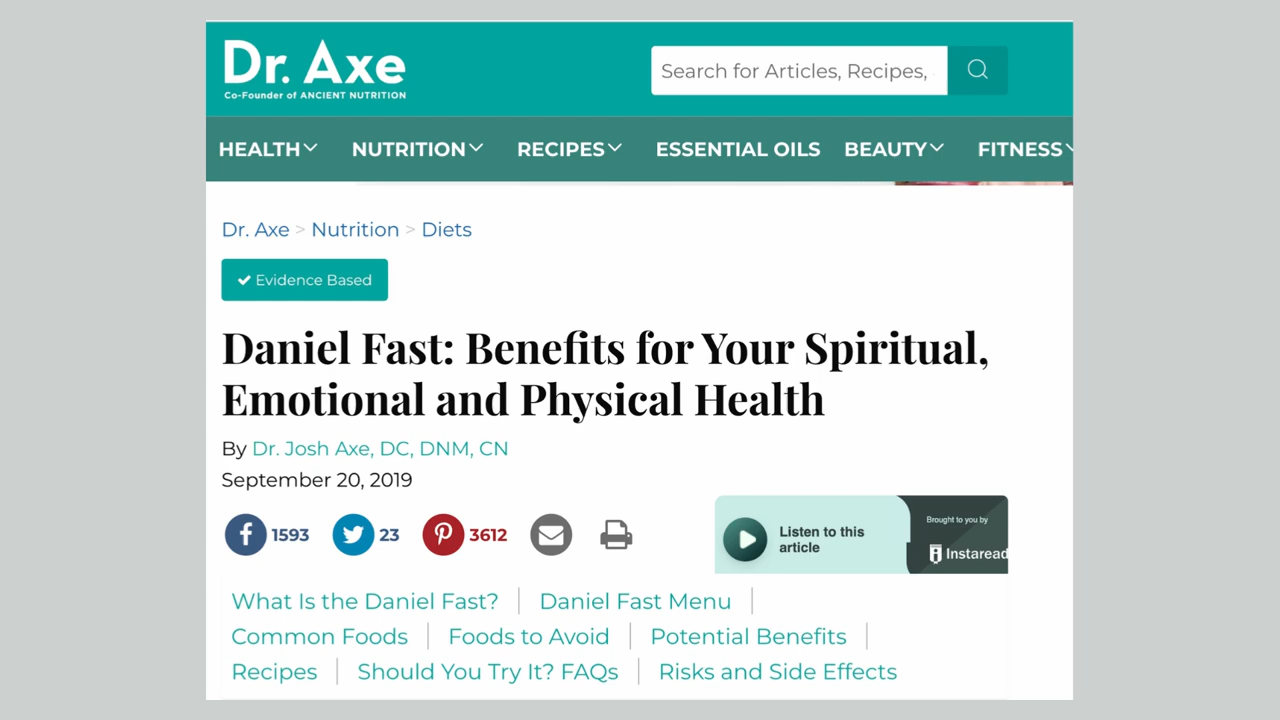 Dr. Axe
Co-Founder of ANCIENT NUTRITION
Search for Articles, Recipes,
HEALTH NUTRITION RECIPES ESSENTIAL OILS BEAUTY FITNESS
Dr. Axe > Nutrition > Diets
Evidence Based
Daniel Fast: Benefits for Your Spiritual,
Emotional and Physical Health
By Dr. Josh Axe, DC, DNM, CN
September 20, 2019
1593 23 3612
Listen to this
article
Brought to you by
Instaread
What Is the Daniel Fast? Daniel Fast Menu
Common Foods Foods to Avoid Potential Benefits
Recipes Should You Try It? FAQs Risks and Side Effects